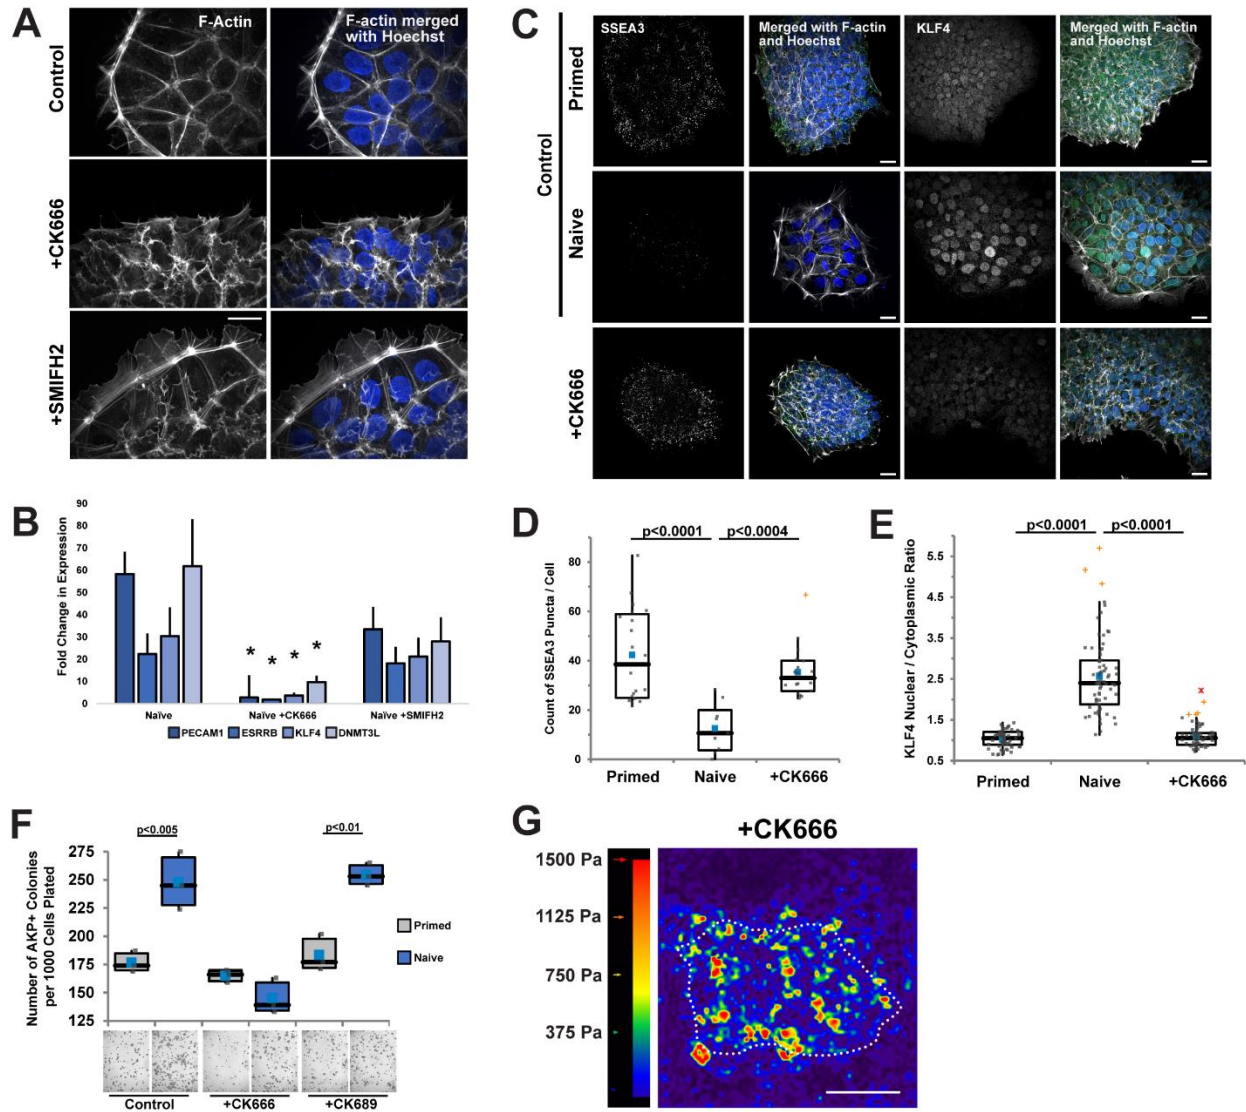 A
F-Actin
F-actin merged
with Hoechst
Control
+CK666
+SMIFH2
B
Fold Change in Expression
90
80
70
60
50
40
30
20
10
0
* * * *
Naïve
Naïve +CK666
Naïve +SMIFH2
PECAM1 ESRRB KLF4 DNMT3L
C
SSEA3
Merged with F-actin
and Hoechst
KLF4
Merged with F-actin
and Hoechst
Control
Primed
Naive
+CK666
D
p<0.0001
p<0.0004
Count of SSEA3 Puncta / Cell
80
60
40
20
0
Primed
Naive
+CK666
E
p<0.0001
p<0.0001
KLF4 Nuclear / Cytoplasmic Ratio
5.5
4.5
3.5
2.5
1.5
0.5
Primed
Naive
+CK666
F
p<0.005
p<0.01
Number of AKP+ Colonies
per 1000 Cells Plated
275
250
225
200
175
150
125
Primed
Naive
Control
+CK666
+CK689
G
+CK666
1500 Pa
1125 Pa
750 Pa
375 Pa